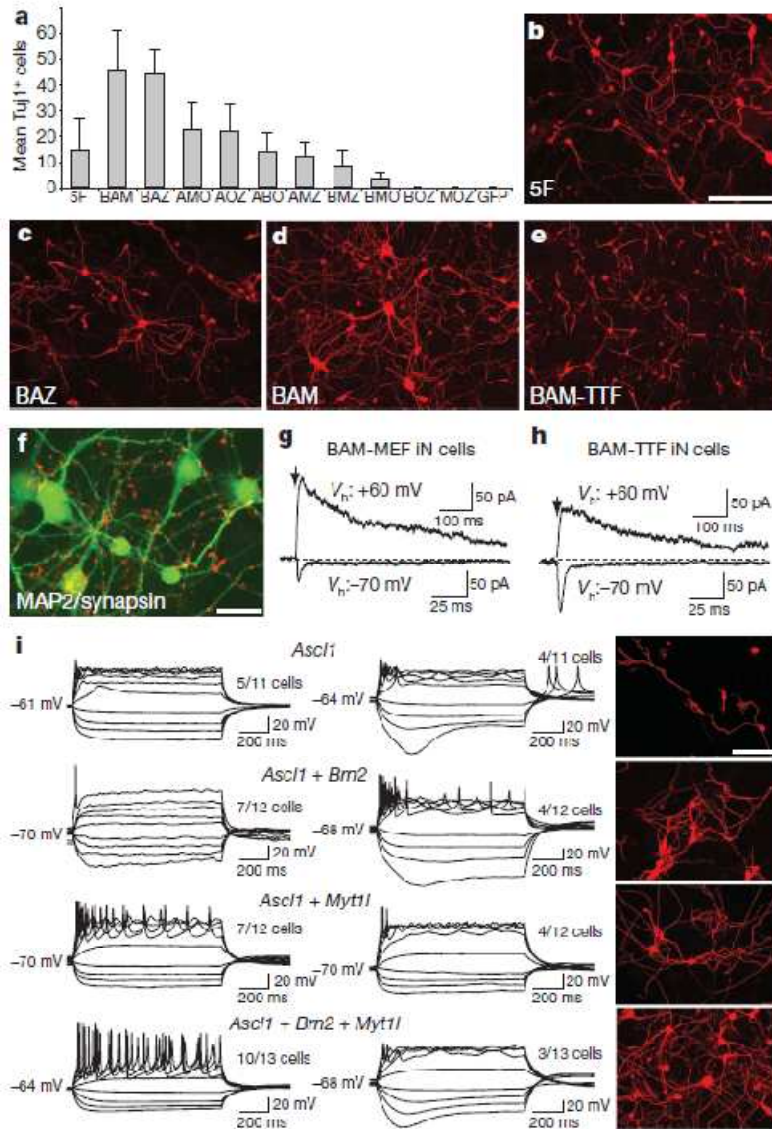 a
60
50
40
30
20
10
0
Mean Tuj1⁺ cells
5F BAM BAZ AMO AOZ ABO AMZ BMZ BMO BOZ MOZ GFP
b
5F
c
BAZ
d
BAM
e
BAM-TTF
f
MAP2/synapsin
g
BAM-MEF iN cells
Vh: +60 mV
50 pA
100 ms
Vh:–70 mV
50 pA
25 ms
h
BAM-TTF iN cells
Vh: +60 mV
50 pA
100 ms
Vh:–70 mV
50 pA
25 ms
i
Ascl1
5/11 cells
–61 mV
20 mV
200 ms
4/11 cells
–64 mV
20 mV
200 ms
Ascl1 + Brn2
7/12 cells
–70 mV
20 mV
200 ms
4/12 cells
–68 mV
20 mV
200 ms
Ascl1 + Myt1l
7/12 cells
–70 mV
20 mV
200 ms
4/12 cells
–70 mV
20 mV
200 ms
Ascl1 + Brn2 + Myt1l
10/13 cells
–64 mV
20 mV
200 ms
3/13 cells
–68 mV
20 mV
200 ms